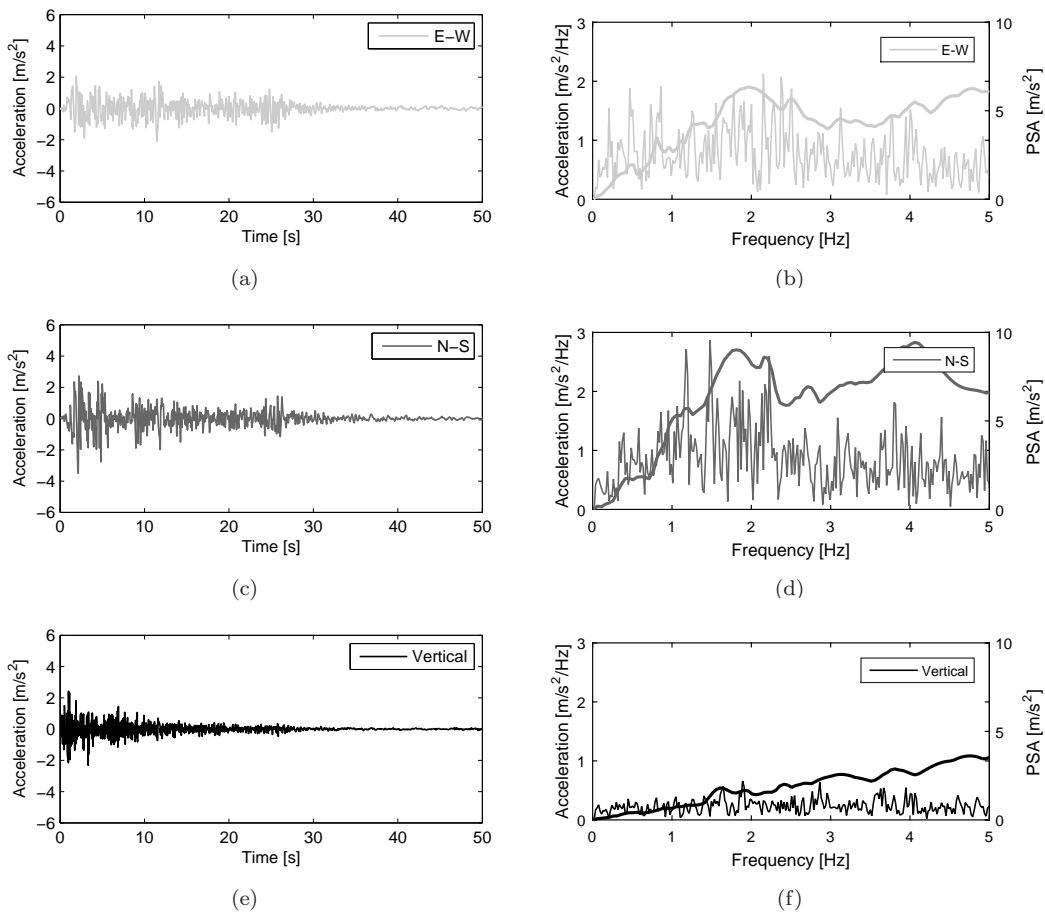 6
4
2
0
−2
−4
−6
0 10 20 30 40 50
Acceleration [m/s²]
Time [s]
E−W
(a)
3
2
1
0
0 1 2 3 4 5
10
5
0
Acceleration [m/s²/Hz]
PSA [m/s²]
Frequency [Hz]
E-W
(b)
6
4
2
0
−2
−4
−6
0 10 20 30 40 50
Acceleration [m/s²]
Time [s]
N−S
(c)
3
2
1
0
0 1 2 3 4 5
10
5
0
Acceleration [m/s²/Hz]
PSA [m/s²]
Frequency [Hz]
N-S
(d)
6
4
2
0
−2
−4
−6
0 10 20 30 40 50
Acceleration [m/s²]
Time [s]
Vertical
(e)
3
2
1
0
0 1 2 3 4 5
10
5
0
Acceleration [m/s²/Hz]
PSA [m/s²]
Frequency [Hz]
Vertical
(f)